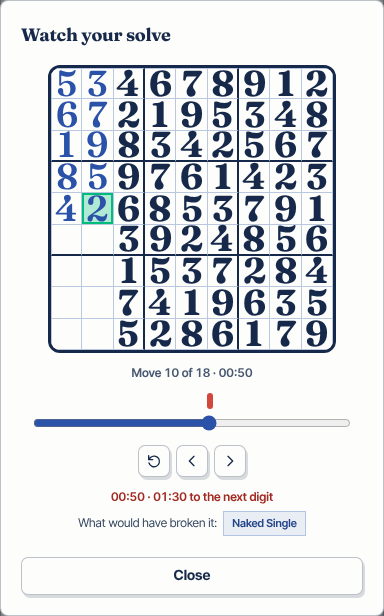 Watch your solve
5 3 4 6 7 8 9 1 2
6 7 2 1 9 5 3 4 8
1 9 8 3 4 2 5 6 7
8 5 9 7 6 1 4 2 3
4 2 6 8 5 3 7 9 1
3 9 2 4 8 5 6
1 5 3 7 2 8 4
7 4 1 9 6 3 5
5 2 8 6 1 7 9
Move 10 of 18 · 00:50
00:50 · 01:30 to the next digit
What would have broken it: Naked Single
Close